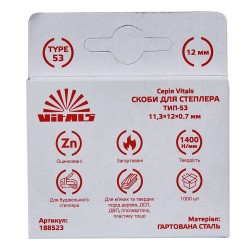 TYPE
53
12 мм
Vitals
Серія Vitals
СКОБИ ДЛЯ СТЕПЛЕРА
ТИП-53
11,3×12×0.7 мм
Zn
1400
Н/мм²
Оцинковані
Загартовані
Твердість
Для будівельного
степлера
Для м'яких та твердих
порід дерева, ДСП,
ДВП, гіпсокартону,
пластику тощо
1000 шт
Артикул:
188523
Матеріал:
ГАРТОВАНА СТАЛЬ